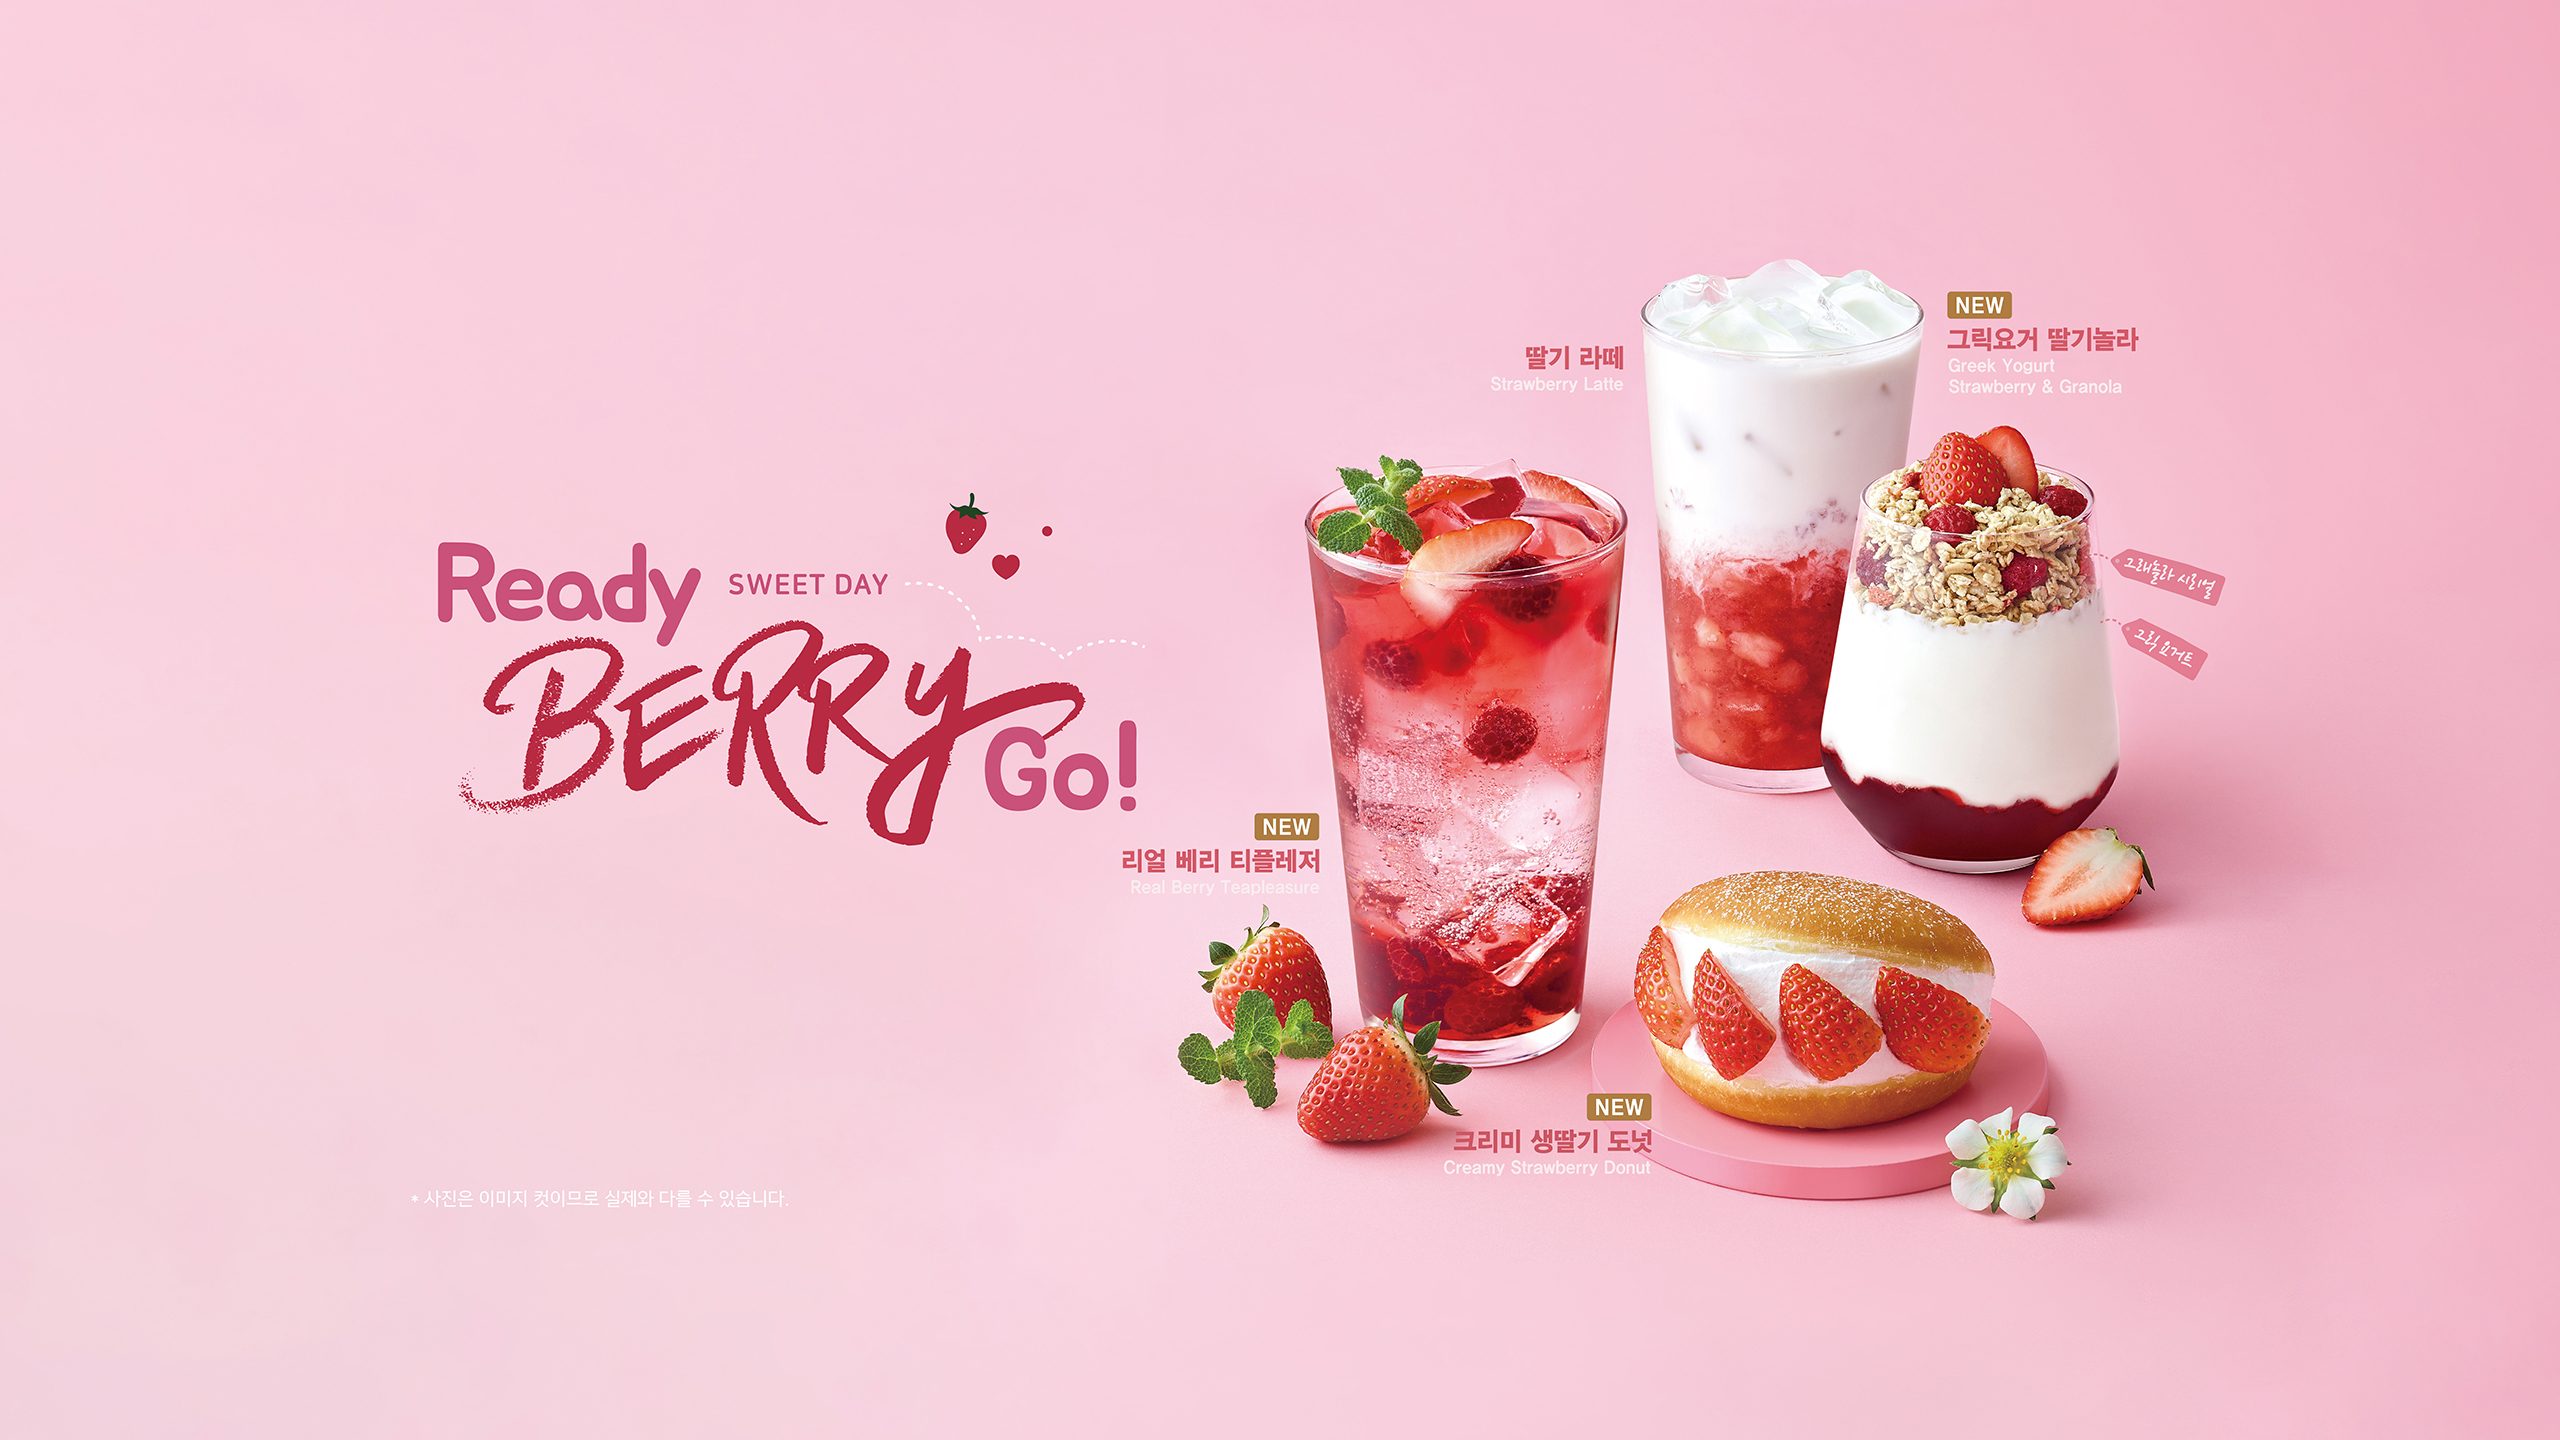 Ready SWEET DAY
BERRY
Go!
딸기 라떼
Strawberry Latte
NEW
그릭요거 딸기놀라
Greek Yogurt
Strawberry & Granola
그래놀라 시리얼
그릭 요거트
NEW
리얼 베리 티플레저
Real Berry Teapleasure
NEW
크리미 생딸기 도넛
Creamy Strawberry Donut
* 사진은 이미지 컷이므로 실제와 다를 수 있습니다.